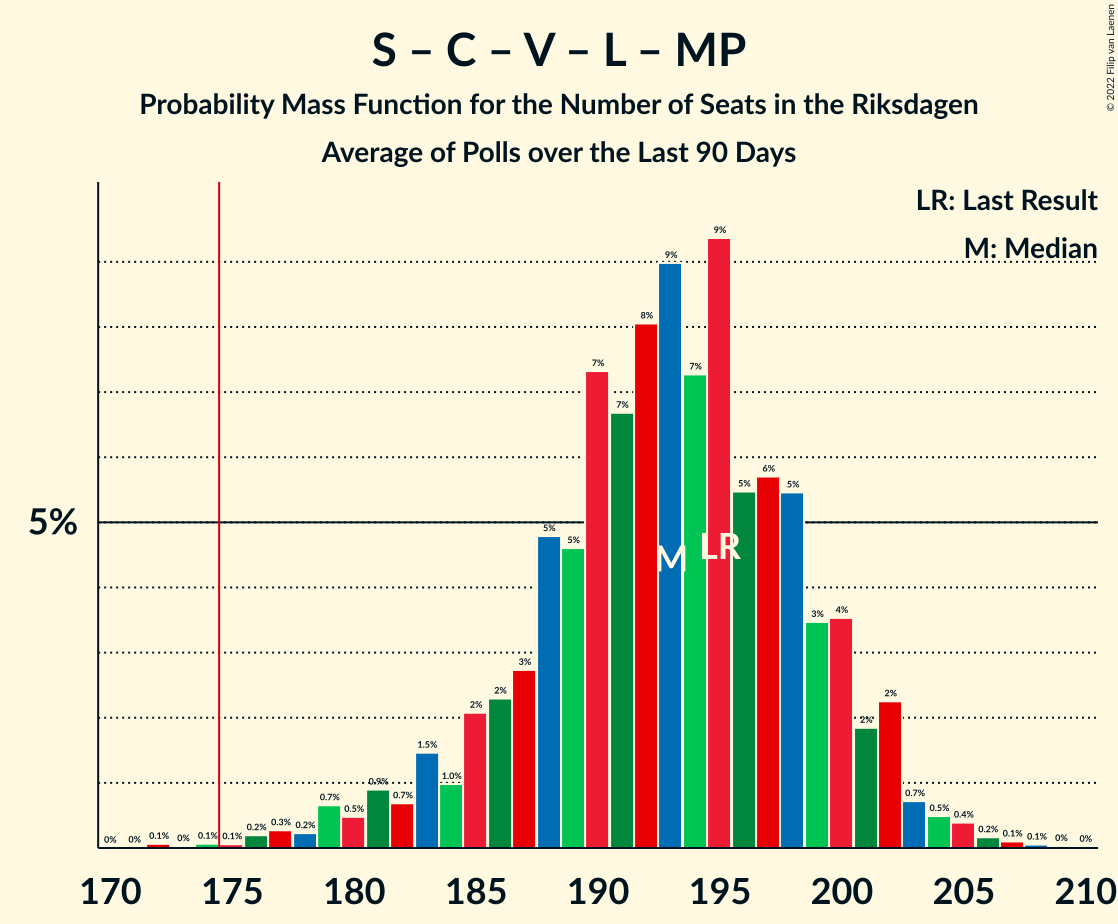 S – C – V – L – MP
Probability Mass Function for the Number of Seats in the Riksdagen
Average of Polls over the Last 90 Days
© 2022 Filip van Laenen
LR: Last Result
M: Median
5%
0% 0% 0.1% 0% 0.1% 0.1% 0.2% 0.3% 0.2% 0.7% 0.5% 0.9% 0.7% 1.5% 1.0% 2% 2% 3% 5% 5% 7% 7% 8% 9% 7% 9% 5% 6% 5% 3% 4% 2% 2% 0.7% 0.5% 0.4% 0.2% 0.1% 0.1% 0% 0%
M LR
170 175 180 185 190 195 200 205 210